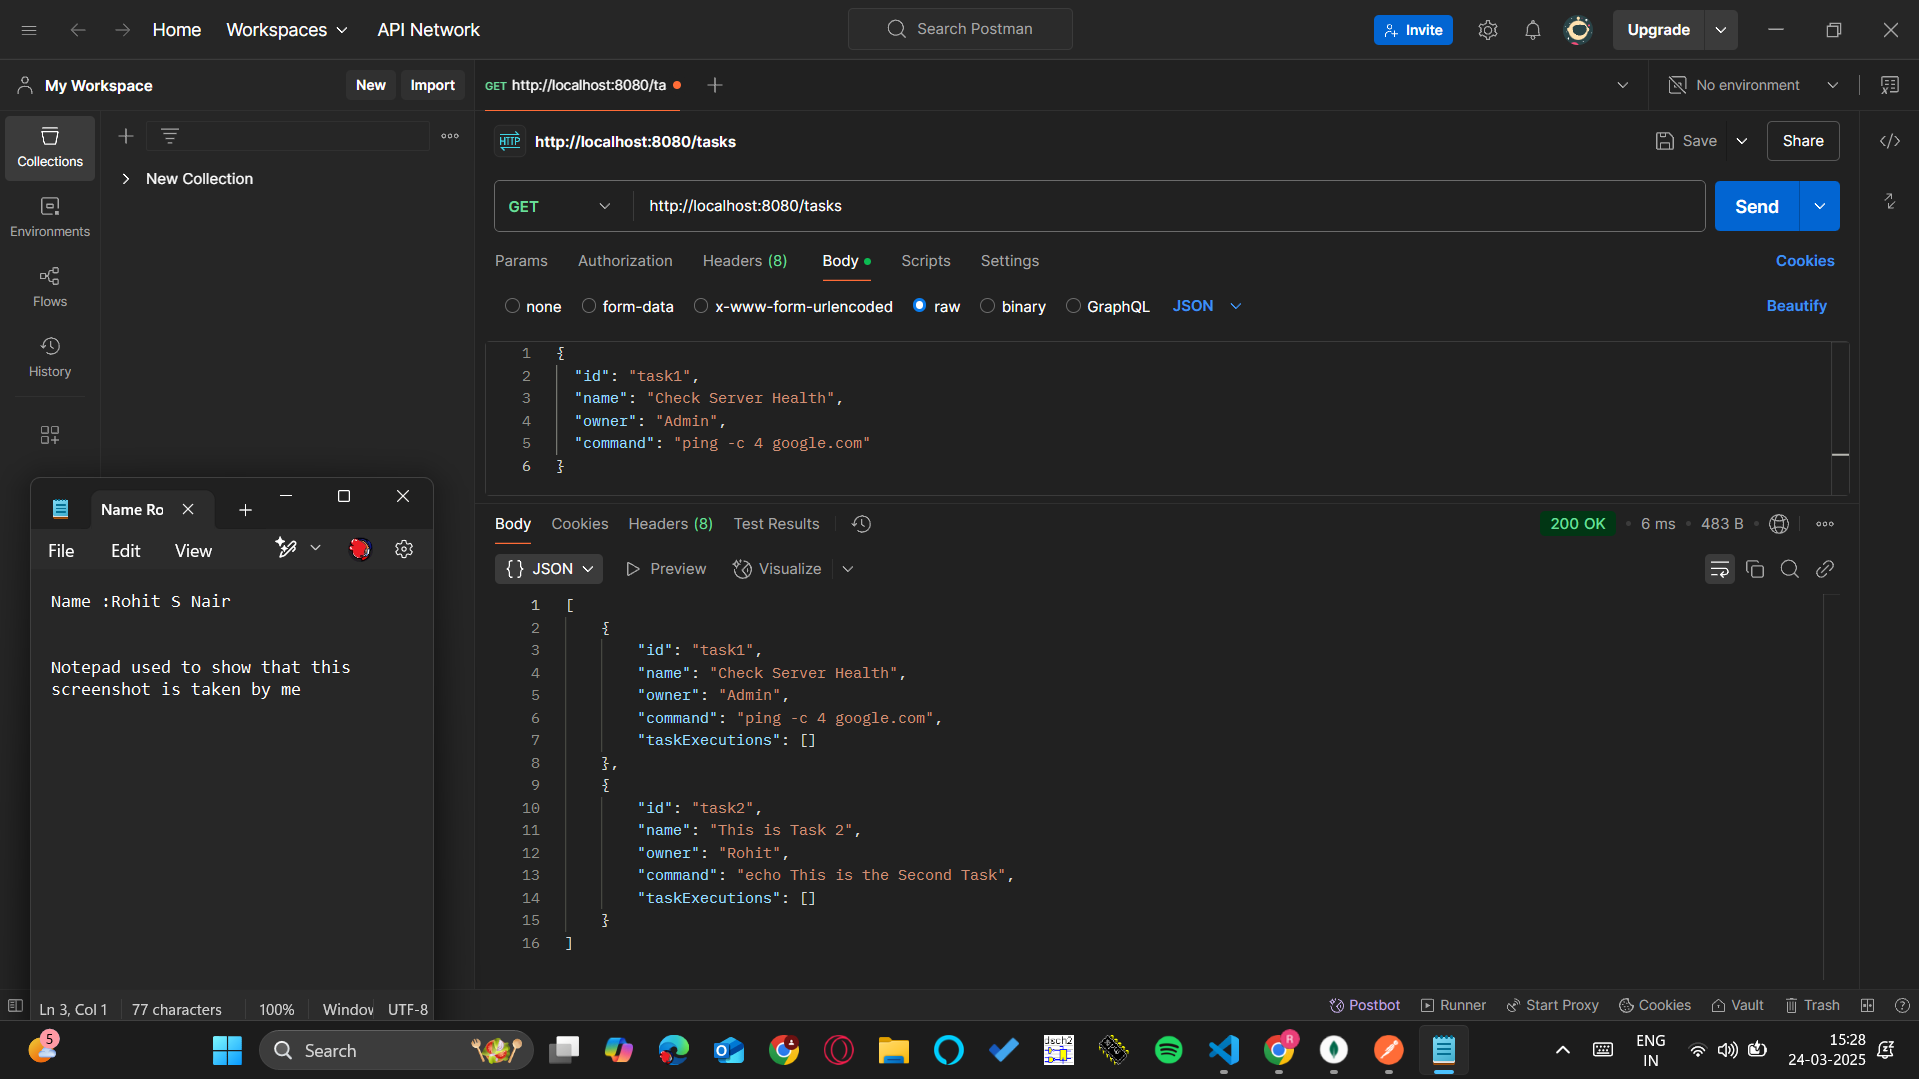 Home Workspaces API Network Search Postman Invite Upgrade
My Workspace New Import GET http://localhost:8080/ta No environment
HTTP http://localhost:8080/tasks Save Share
Collections
New Collection
Environments
Flows
History
GET http://localhost:8080/tasks Send
Params Authorization Headers (8) Body Scripts Settings Cookies
none form-data x-www-form-urlencoded raw binary GraphQL JSON Beautify
1 {
2 "id": "task1",
3 "name": "Check Server Health",
4 "owner": "Admin",
5 "command": "ping -c 4 google.com"
6 }
Body Cookies Headers (8) Test Results 200 OK 6 ms 483 B
{} JSON Preview Visualize
1 [
2 {
3 "id": "task1",
4 "name": "Check Server Health",
5 "owner": "Admin",
6 "command": "ping -c 4 google.com",
7 "taskExecutions": []
8 },
9 {
10 "id": "task2",
11 "name": "This is Task 2",
12 "owner": "Rohit",
13 "command": "echo This is the Second Task",
14 "taskExecutions": []
15 }
16 ]
Name Ro
File Edit View
Name :Rohit S Nair
Notepad used to show that this
screenshot is taken by me
Ln 3, Col 1 77 characters 100% Window UTF-8
Postbot Runner Start Proxy Cookies Vault Trash
5 Search dsch2 R ENG 15:28
IN 24-03-2025